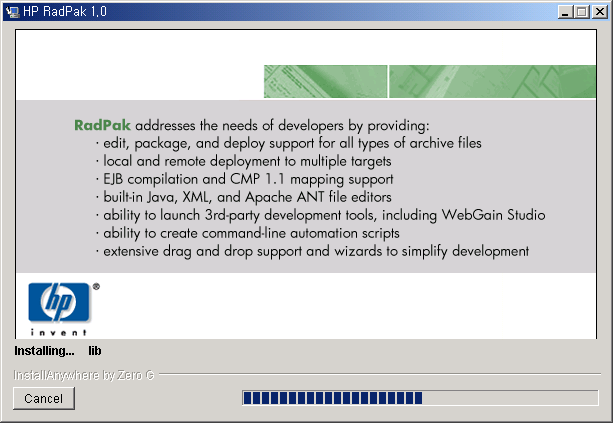 HP RadPak 1,0
RadPak addresses the needs of developers by providing:
· edit, package, and deploy support for all types of archive files
· local and remote deployment to multiple targets
· EJB compilation and CMP 1.1 mapping support
· built-in Java, XML, and Apache ANT file editors
· ability to launch 3rd-party development tools, including WebGain Studio
· ability to create command-line automation scripts
· extensive drag and drop support and wizards to simplify development
hp ®
invent
Installing... lib
InstallAnywhere by Zero G
Cancel